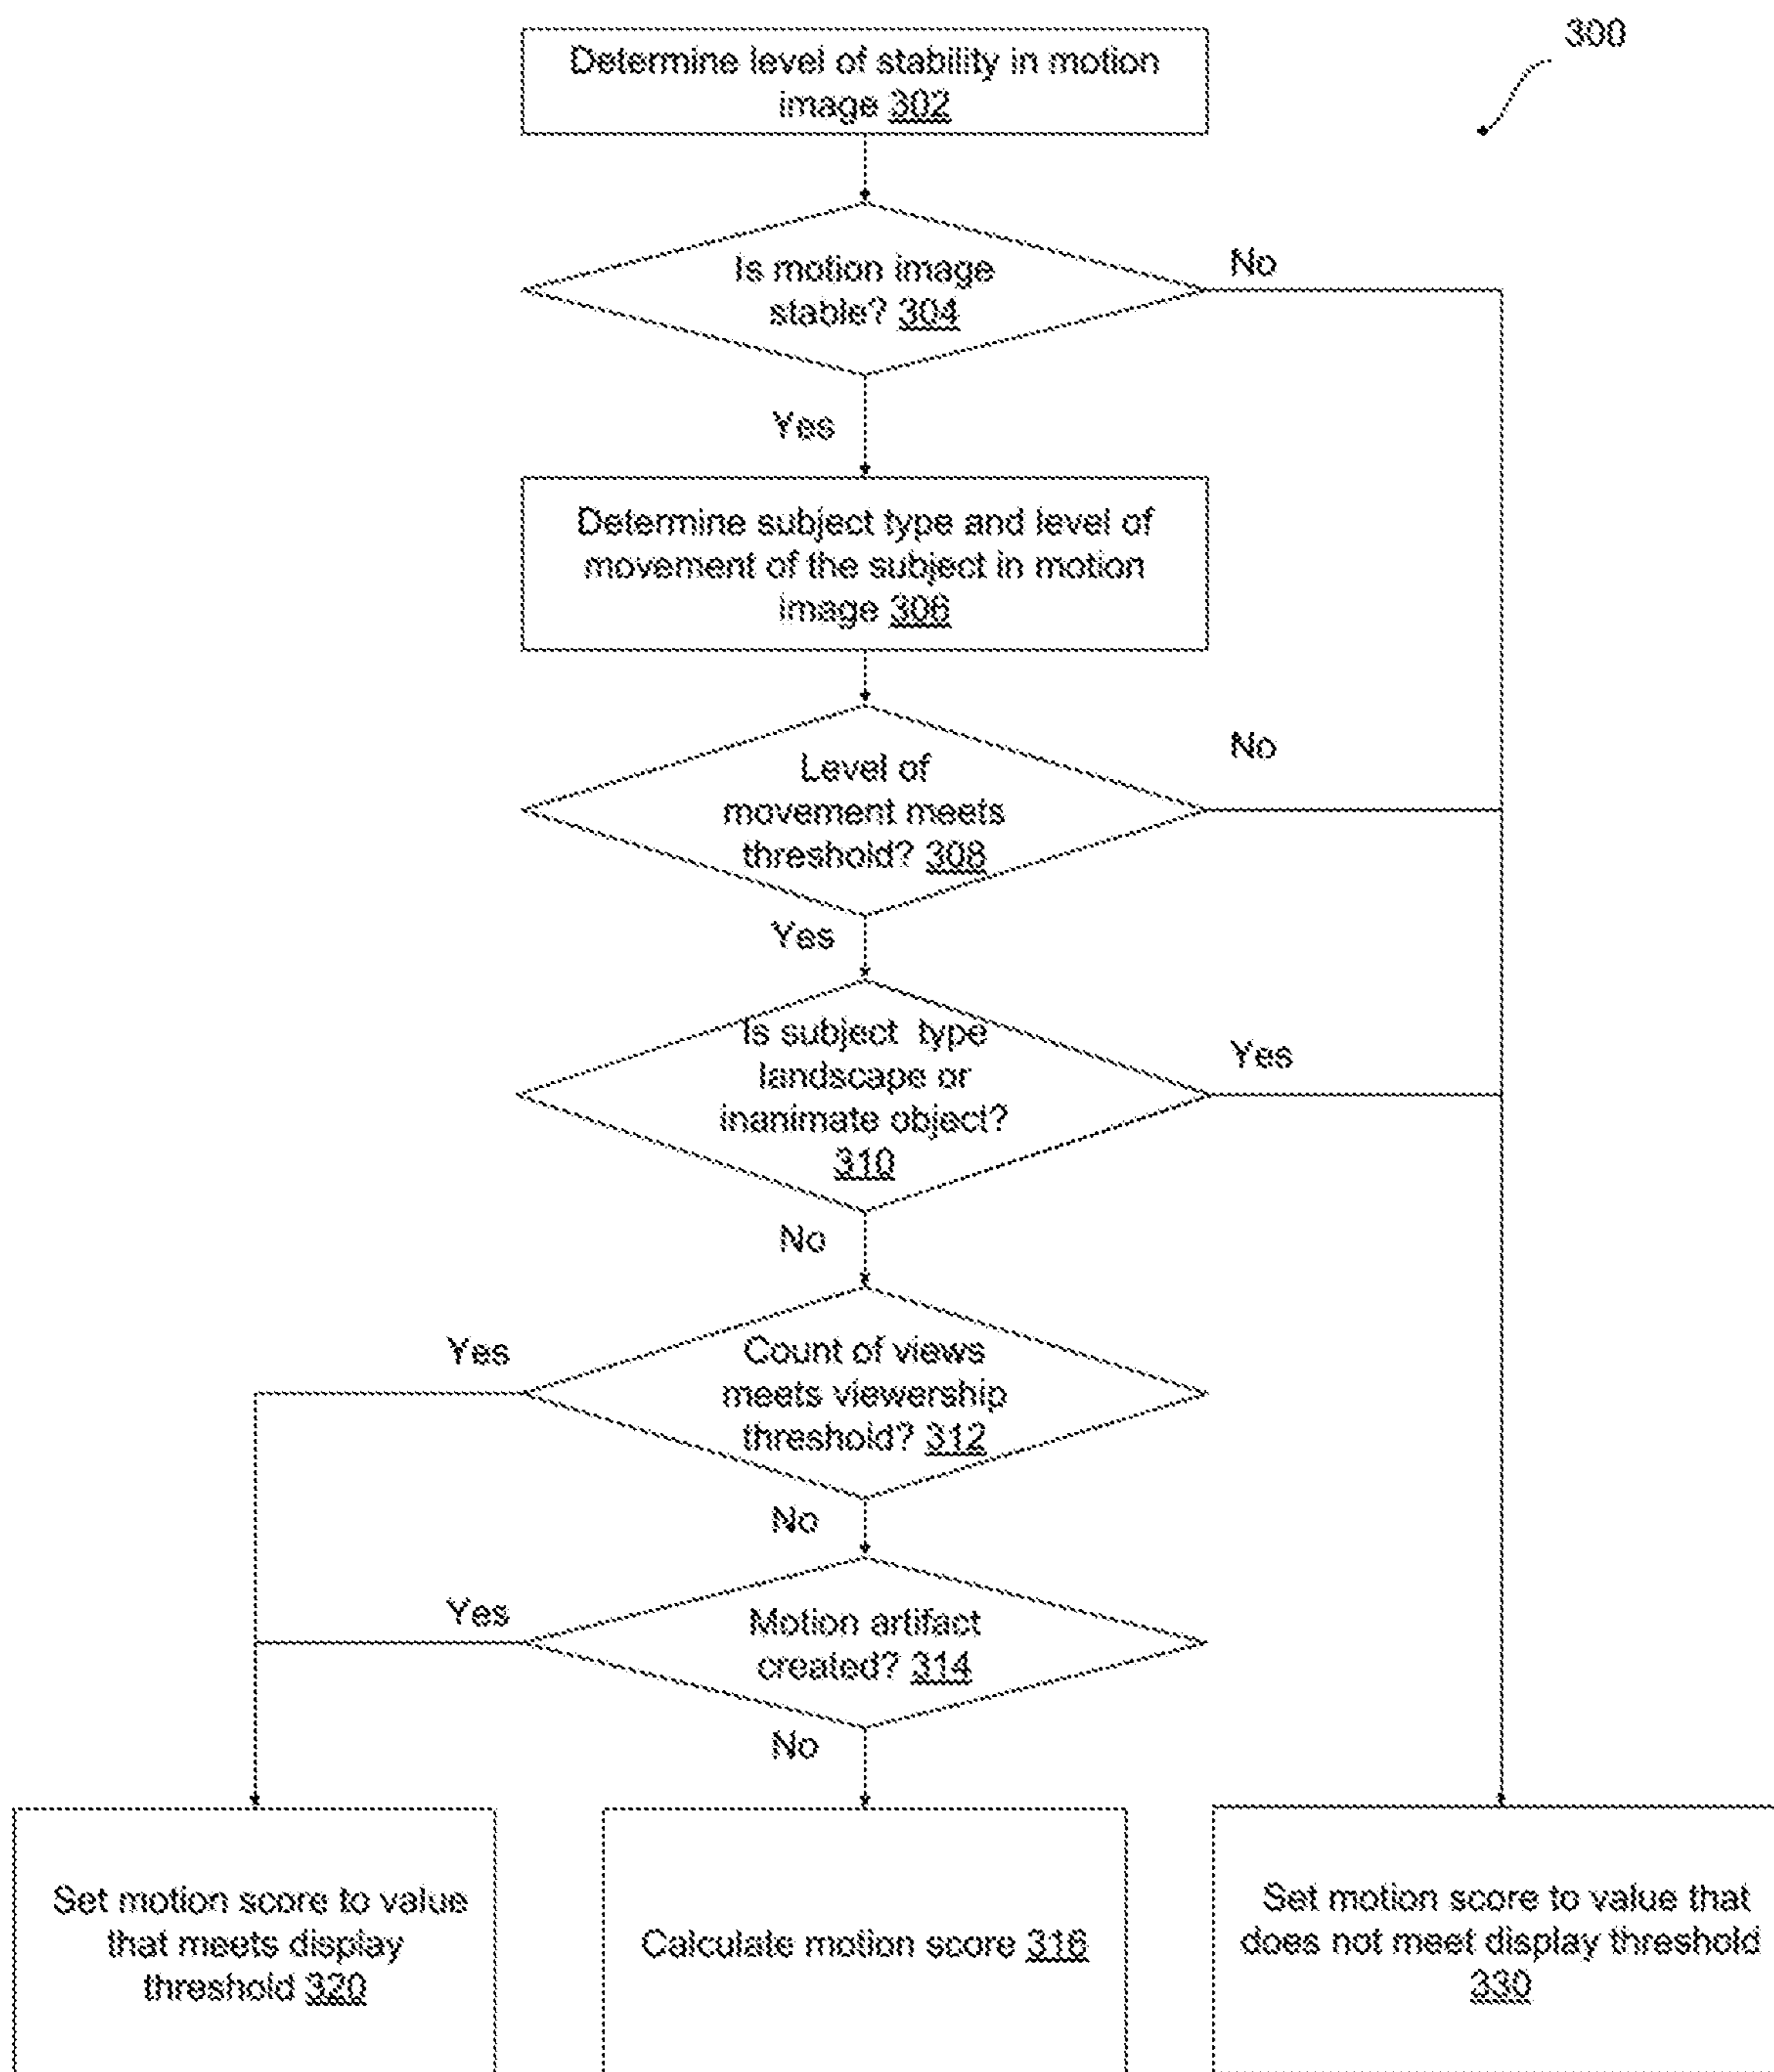 300
Determine level of stability in motion
image 302
Is motion image
stable? 304
No
Yes
Determine subject type and level of
movement of the subject in motion
image 306
Level of
movement meets
threshold? 308
No
Yes
Is subject type
landscape or
inanimate object?
310
Yes
No
Count of views
meets viewership
threshold? 312
Yes
No
Motion artifact
created? 314
Yes
No
Set motion score to value
that meets display
threshold 320
Calculate motion score 316
Set motion score to value that
does not meet display threshold
330